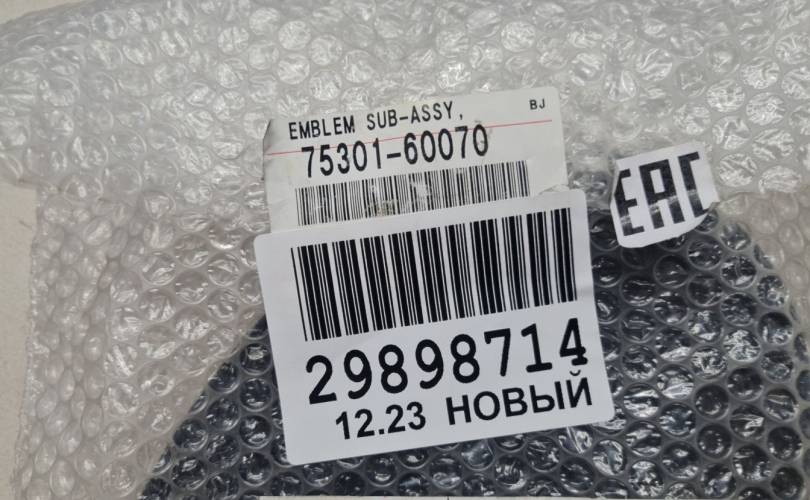 EMBLEM SUB-ASSY,
BJ
75301-60070
EAC
29898714
12.23 НОВЫЙ